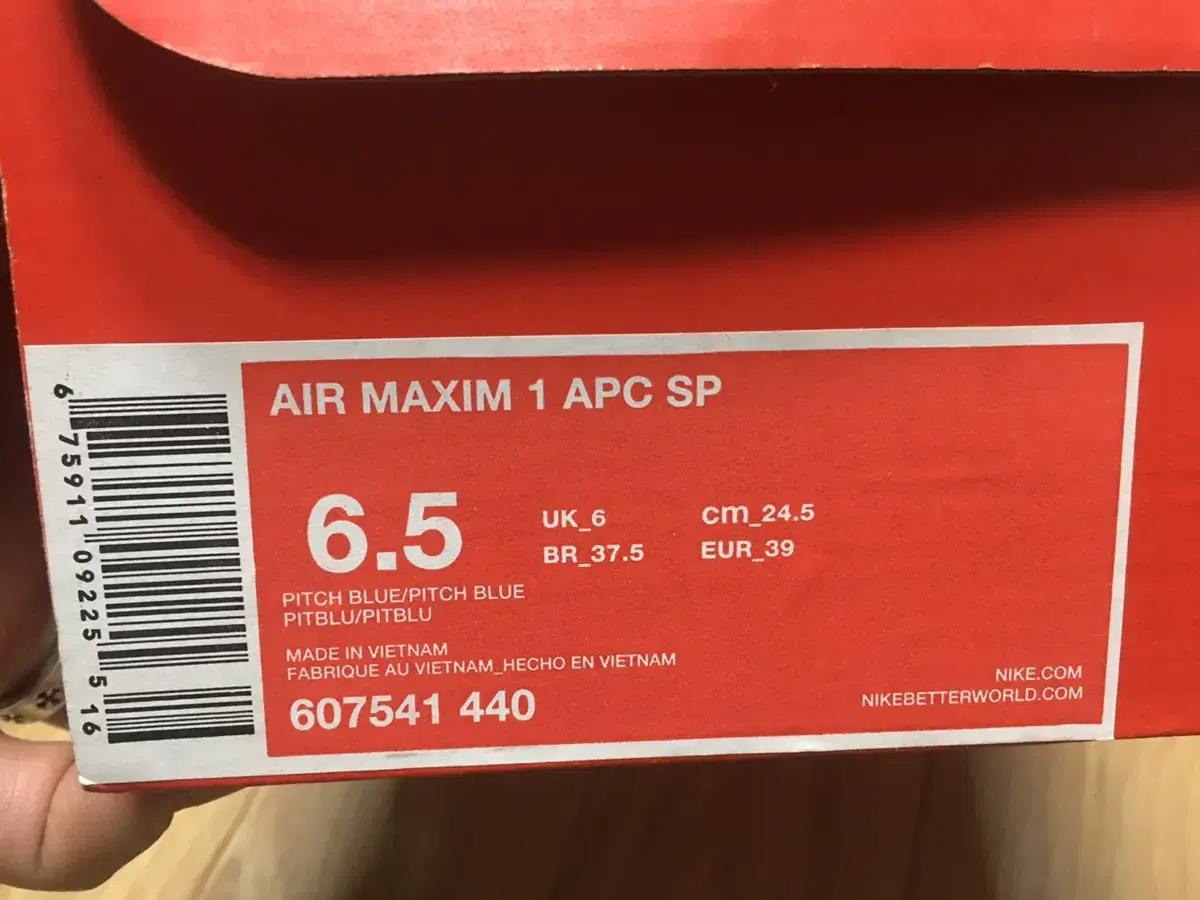 AIR MAXIM 1 APC SP
6.5
UK_6 cm_24.5
BR_37.5 EUR_39
PITCH BLUE/PITCH BLUE
PITBLU/PITBLU
MADE IN VIETNAM
FABRIQUE AU VIETNAM_HECHO EN VIETNAM
607541 440
NIKE.COM
NIKEBETTERWORLD.COM
6 75911 09225 5 16